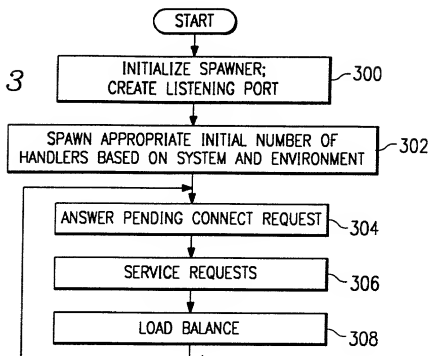 START
3
INITIALIZE SPAWNER;
CREATE LISTENING PORT
300
SPAWN APPROPRIATE INITIAL NUMBER OF
HANDLERS BASED ON SYSTEM AND ENVIRONMENT
302
ANSWER PENDING CONNECT REQUEST
304
SERVICE REQUESTS
306
LOAD BALANCE
308